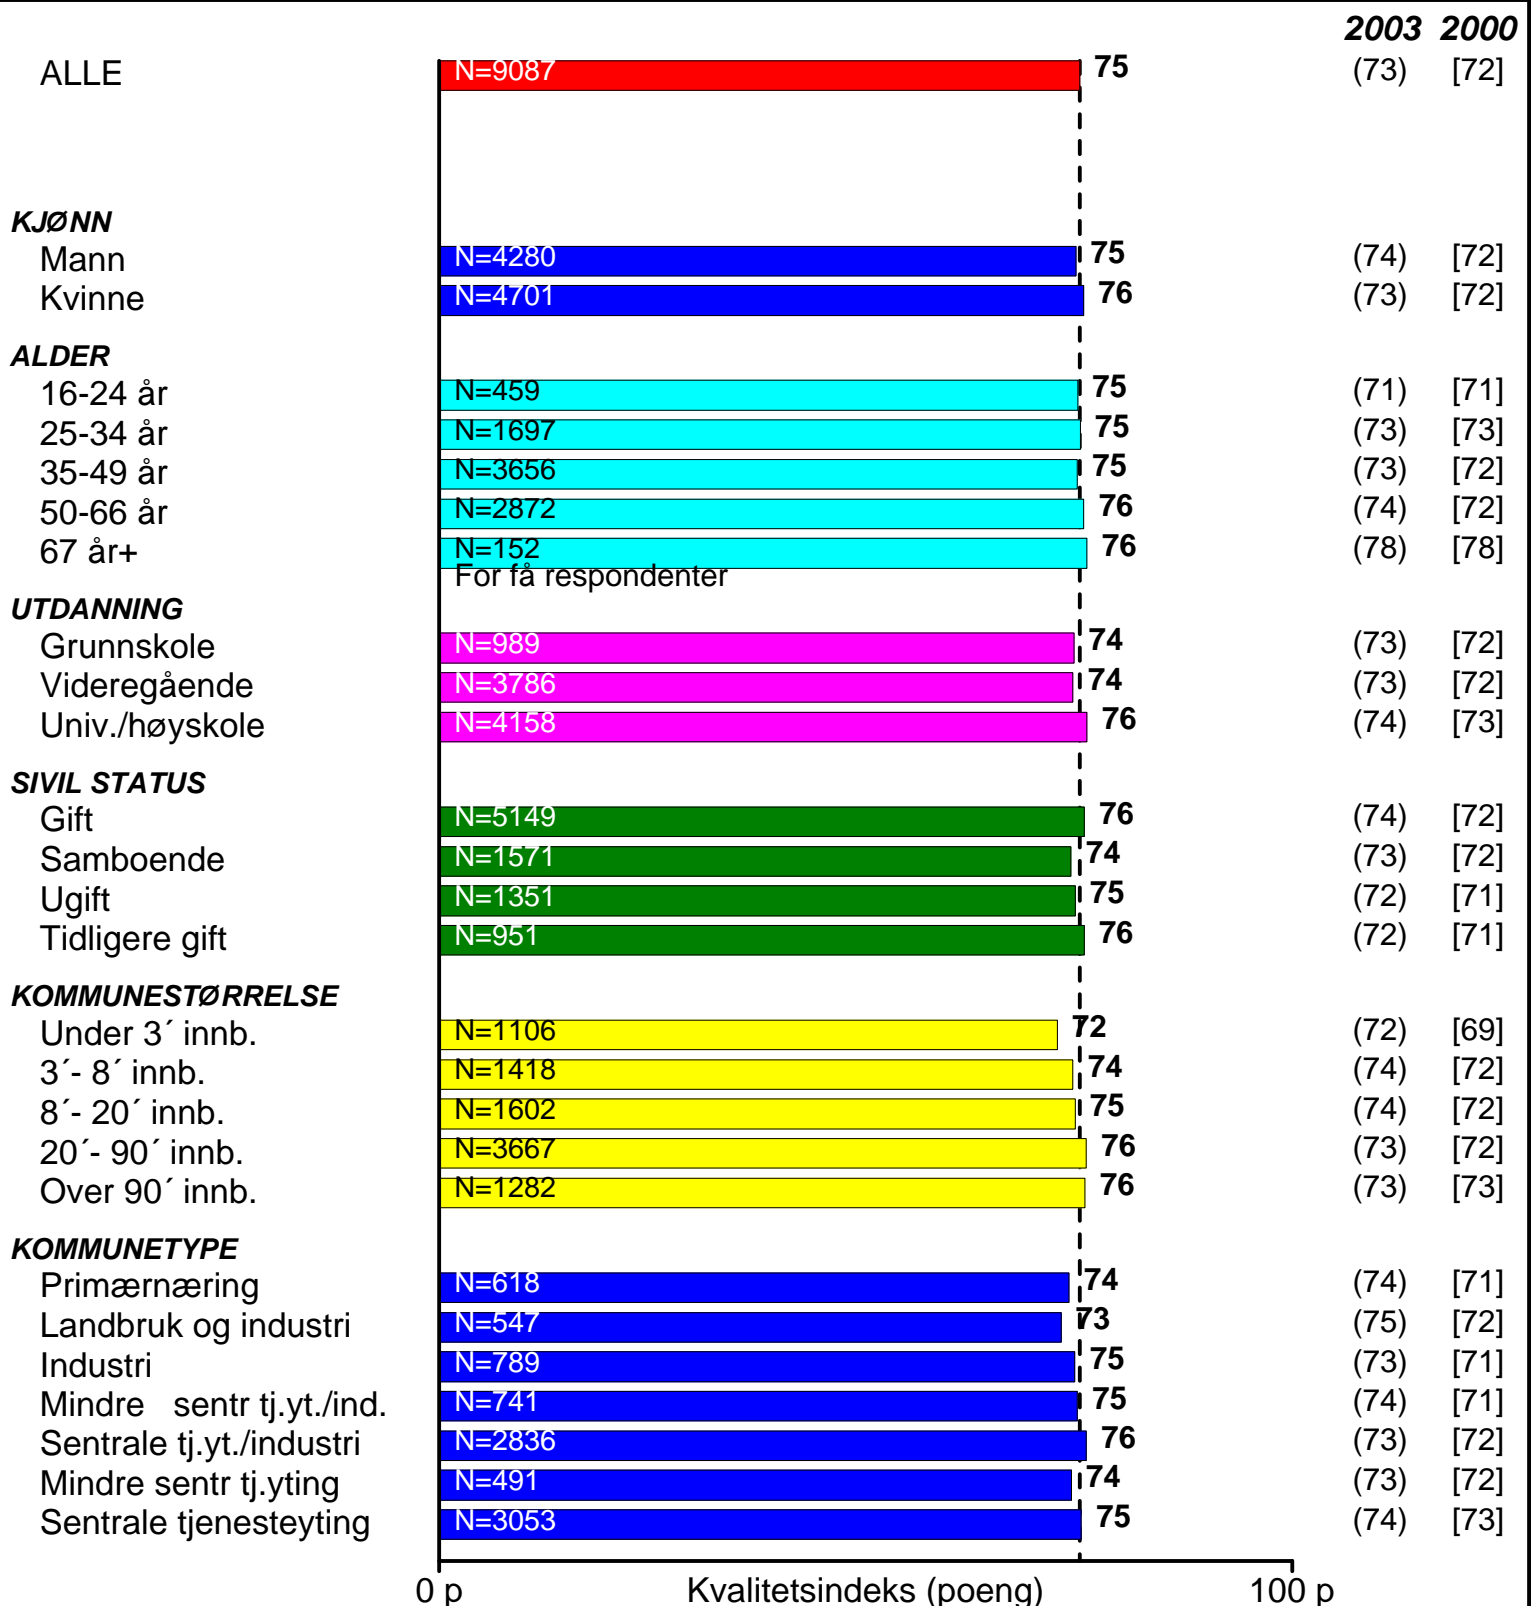 2003 2000
ALLE N=9087 75 (73) [72]
KJØNN
Mann N=4280 75 (74) [72]
Kvinne N=4701 76 (73) [72]
ALDER
16-24 år N=459 75 (71) [71]
25-34 år N=1697 75 (73) [73]
35-49 år N=3656 75 (73) [72]
50-66 år N=2872 76 (74) [72]
67 år+ N=152 76 (78) [78]
For få respondenter
UTDANNING
Grunnskole N=989 74 (73) [72]
Videregående N=3786 74 (73) [72]
Univ./høyskole N=4158 76 (74) [73]
SIVIL STATUS
Gift N=5149 76 (74) [72]
Samboende N=1571 74 (73) [72]
Ugift N=1351 75 (72) [71]
Tidligere gift N=951 76 (72) [71]
KOMMUNESTØRRELSE
Under 3´ innb. N=1106 72 (72) [69]
3´- 8´ innb. N=1418 74 (74) [72]
8´- 20´ innb. N=1602 75 (74) [72]
20´- 90´ innb. N=3667 76 (73) [72]
Over 90´ innb. N=1282 76 (73) [73]
KOMMUNETYPE
Primærnæring N=618 74 (74) [71]
Landbruk og industri N=547 73 (75) [72]
Industri N=789 75 (73) [71]
Mindre sentr tj.yt./ind. N=741 75 (74) [71]
Sentrale tj.yt./industri N=2836 76 (73) [72]
Mindre sentr tj.yting N=491 74 (73) [72]
Sentrale tjenesteyting N=3053 75 (74) [73]
0 p Kvalitetsindeks (poeng) 100 p